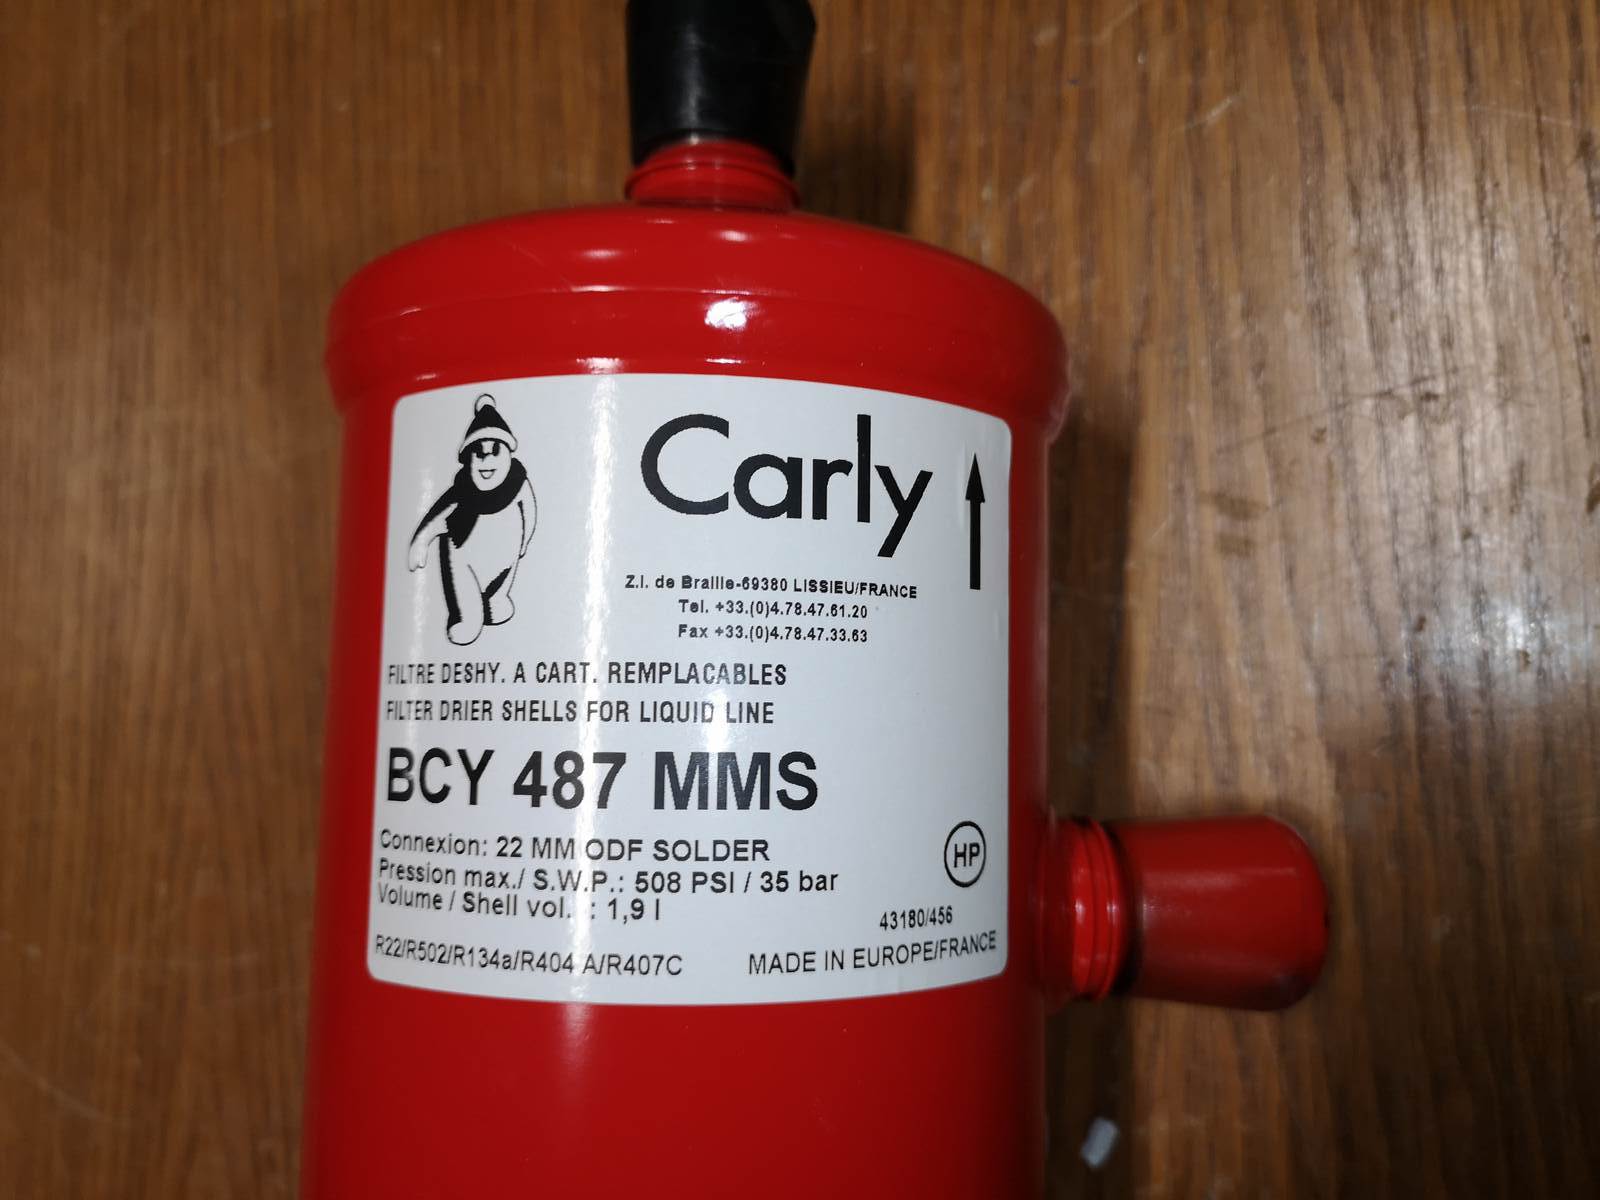 Carly
Z.I. de Braille-69380 LISSIEU/FRANCE
Tel. +33.(0)4.78.47.61.20
Fax +33.(0)4.78.47.33.63
FILTRE DESHY. A CART. REMPLACABLES
FILTER DRIER SHELLS FOR LIQUID LINE
BCY 487 MMS
Connexion: 22 MM ODF SOLDER
Pression max./ S.W.P.: 508 PSI / 35 bar
Volume / Shell vol. : 1,9 l
HP
43180/456
R22/R502/R134a/R404 A/R407C
MADE IN EUROPE/FRANCE